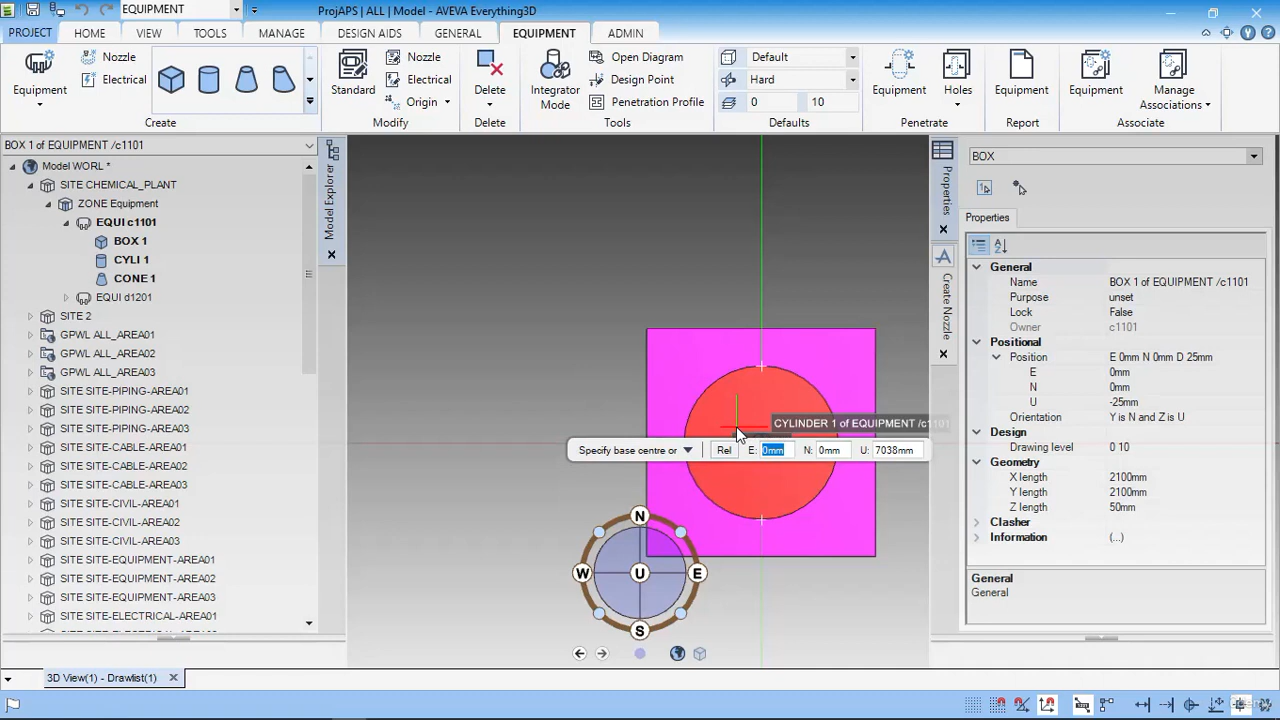 EQUIPMENT
ProjAPS | ALL | Model - AVEVA Everything3D
PROJECT HOME VIEW TOOLS MANAGE DESIGN AIDS GENERAL EQUIPMENT ADMIN
Equipment
Nozzle
Electrical
Create
Standard
Nozzle
Electrical
Origin
Modify
Delete
Delete
Integrator
Mode
Open Diagram
Design Point
Penetration Profile
Tools
Default
Hard
0 10
Defaults
Equipment
Holes
Penetrate
Equipment
Report
Equipment
Manage
Associations
Associate
BOX 1 of EQUIPMENT /c1101
Model WORL *
SITE CHEMICAL_PLANT
ZONE Equipment
EQUI c1101
BOX 1
CYLI 1
CONE 1
EQUI d1201
SITE 2
GPWL ALL_AREA01
GPWL ALL_AREA02
GPWL ALL_AREA03
SITE SITE-PIPING-AREA01
SITE SITE-PIPING-AREA02
SITE SITE-PIPING-AREA03
SITE SITE-CABLE-AREA01
SITE SITE-CABLE-AREA02
SITE SITE-CABLE-AREA03
SITE SITE-CIVIL-AREA01
SITE SITE-CIVIL-AREA02
SITE SITE-CIVIL-AREA03
SITE SITE-EQUIPMENT-AREA01
SITE SITE-EQUIPMENT-AREA02
SITE SITE-EQUIPMENT-AREA03
SITE SITE-ELECTRICAL-AREA01
Model Explorer
CYLINDER 1 of EQUIPMENT /c1101
Specify base centre or Rel E: 0mm N: 0mm U: 7038mm
N
W U E
S
Properties
Create Nozzle
BOX
Properties
General
Name BOX 1 of EQUIPMENT /c1101
Purpose unset
Lock False
Owner c1101
Positional
Position E 0mm N 0mm D 25mm
E 0mm
N 0mm
U -25mm
Orientation Y is N and Z is U
Design
Drawing level 0 10
Geometry
X length 2100mm
Y length 2100mm
Z length 50mm
Clasher
Information (...)
General
General
3D View(1) - Drawlist(1)